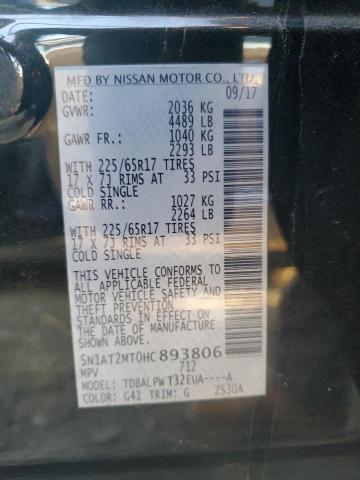 MFD BY NISSAN MOTOR CO., LTD.
DATE: 09/17
GVWR: 2036 KG
4489 LB
GAWR FR: 1040 KG
2293 LB
WITH 225/65R17 TIRES
17 X 7J RIMS AT 33 PSI
COLD SINGLE
GAWR RR: 1027 KG
2264 LB
WITH 225/65R17 TIRES
17 X 7J RIMS AT 33 PSI
COLD SINGLE
THIS VEHICLE CONFORMS TO
ALL APPLICABLE FEDERAL
MOTOR VEHICLE SAFETY AND
THEFT PREVENTION
STANDARDS IN EFFECT ON
THE DATE OF MANUFACTURE
SHOWN ABOVE.
5N1AT2MT0HC893806
MPV 712
MODEL: TDBALPW T32EUA----A
COLOR: G41 TRIM: G ZS30A